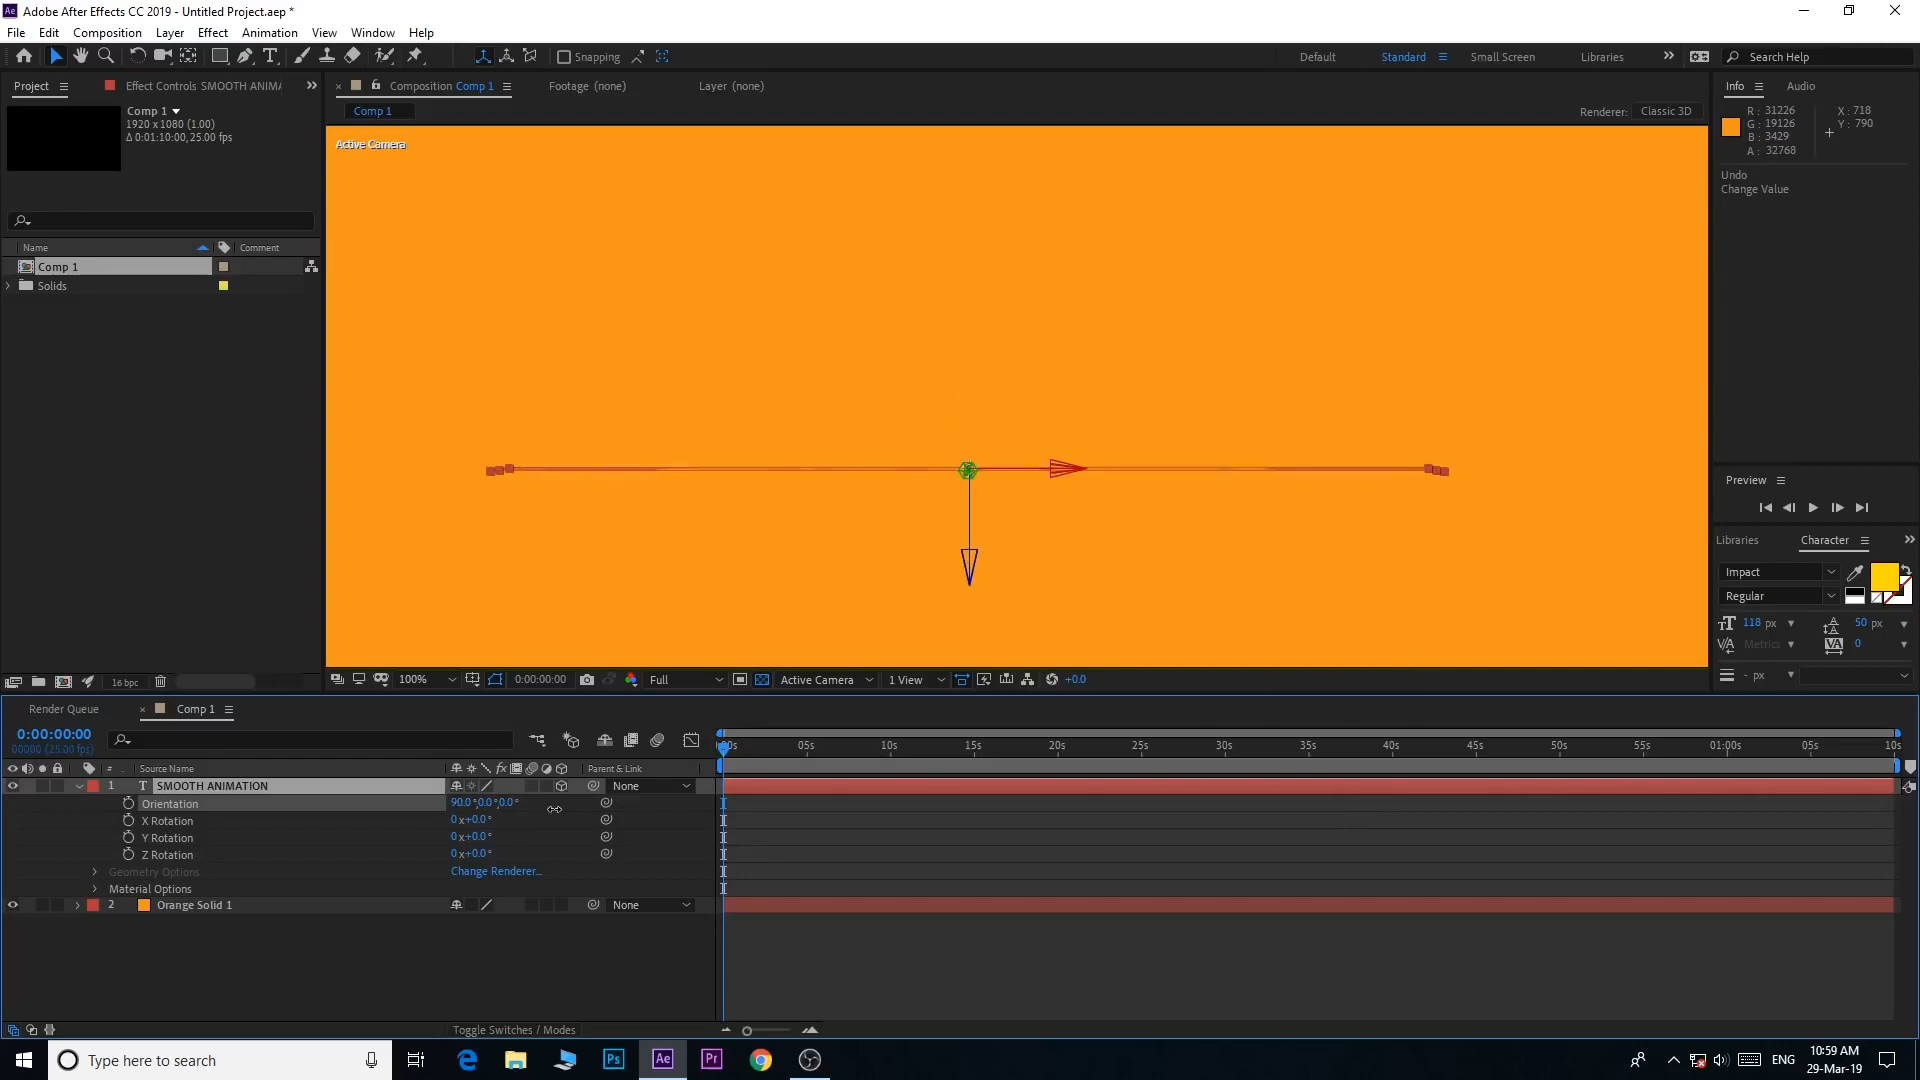 Adobe After Effects CC 2019 - Untitled Project.aep *
File Edit Composition Layer Effect Animation View Window Help
Snapping Default Standard Small Screen Libraries Search Help
Project Effect Controls SMOOTH ANIMA Composition Comp 1 Footage (none) Layer (none) Info Audio
Comp 1
1920 x 1080 (1.00)
Δ 0:01:10:00, 25.00 fps
Comp 1 Renderer: Classic 3D
R: 31226
G: 19126
B: 3429
A: 32768
X: 718
Y: 790
Active Camera
Undo
Change Value
Name Comment
Comp 1
Solids
Preview
Libraries Character
Impact
Regular
118 px 50 px
Metrics 0
- px
16 bpc 100% 0:00:00:00 Full Active Camera 1 View +0.0
Render Queue Comp 1
0:00:00:00
00000 (25.00 fps)
05s 10s 15s 20s 25s 30s 35s 40s 45s 50s 55s 01:00s 05s 10s
# Source Name fx Parent & Link
1 T SMOOTH ANIMATION None
Orientation 90.0°,0.0°,0.0°
X Rotation 0x+0.0°
Y Rotation 0x+0.0°
Z Rotation 0x+0.0°
Geometry Options Change Renderer...
Material Options
2 Orange Solid 1 None
Toggle Switches / Modes
Type here to search Ps Ae Pr ENG 10:59 AM
29-Mar-19